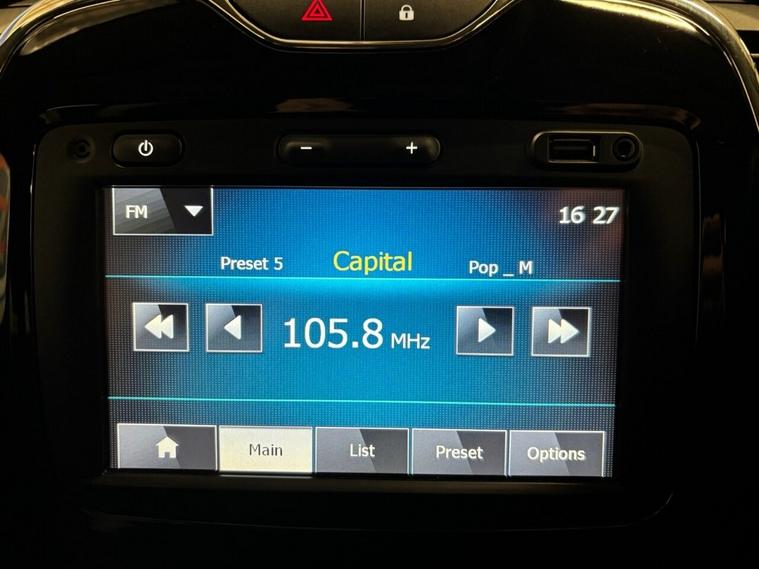 FM
16 27
Preset 5 Capital Pop _ M
105.8 MHz
Main List Preset Options